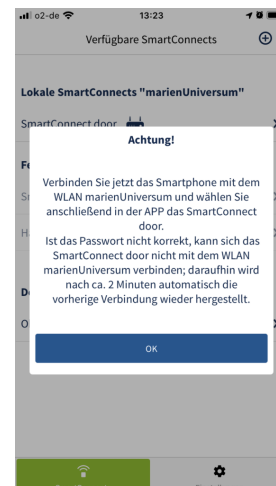 o2-de 13:23
Verfügbare SmartConnects
Lokale SmartConnects "marienUniversum"
SmartConnect door
Achtung!
Verbinden Sie jetzt das Smartphone mit dem
WLAN marienUniversum und wählen Sie
anschließend in der APP das SmartConnect
door.
Ist das Passwort nicht korrekt, kann sich das
SmartConnect door nicht mit dem WLAN
marienUniversum verbinden; daraufhin wird
nach ca. 2 Minuten automatisch die
vorherige Verbindung wieder hergestellt.
OK